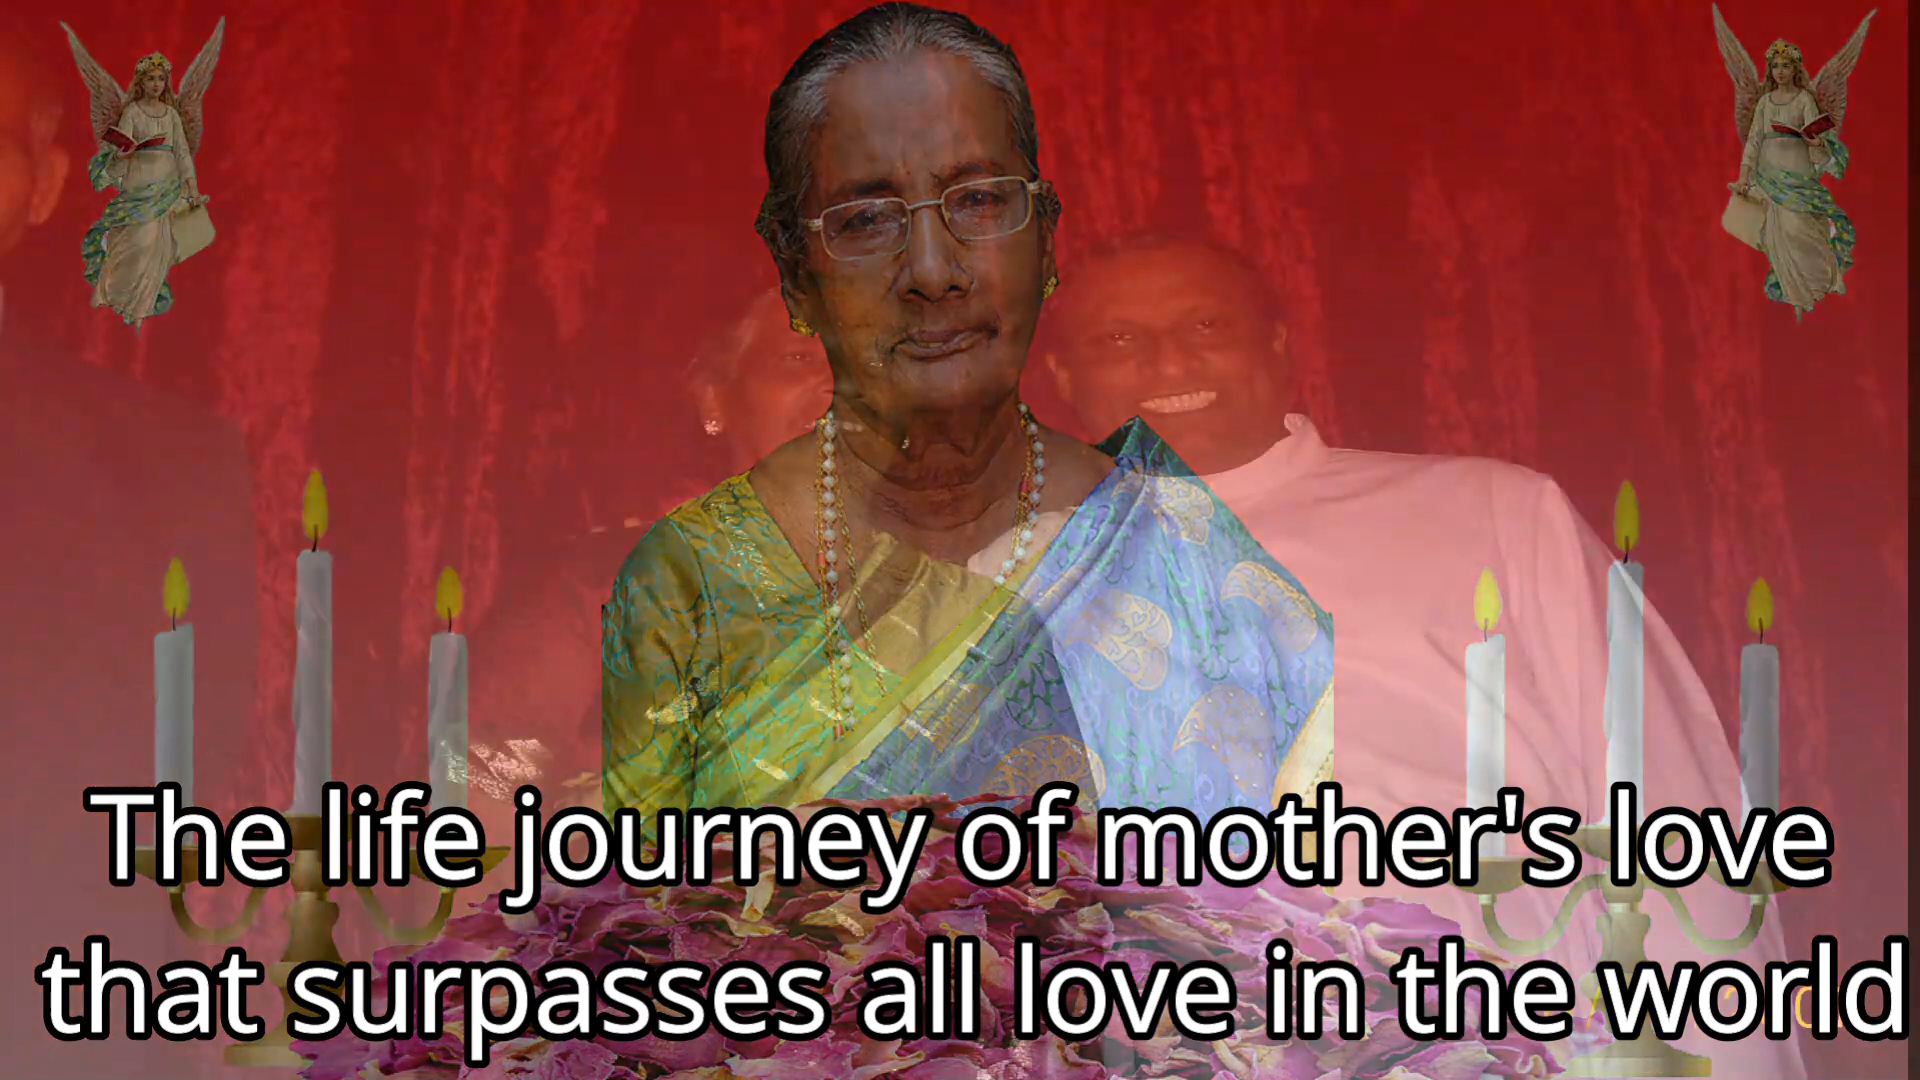 The life journey of mother's love
that surpasses all love in the world